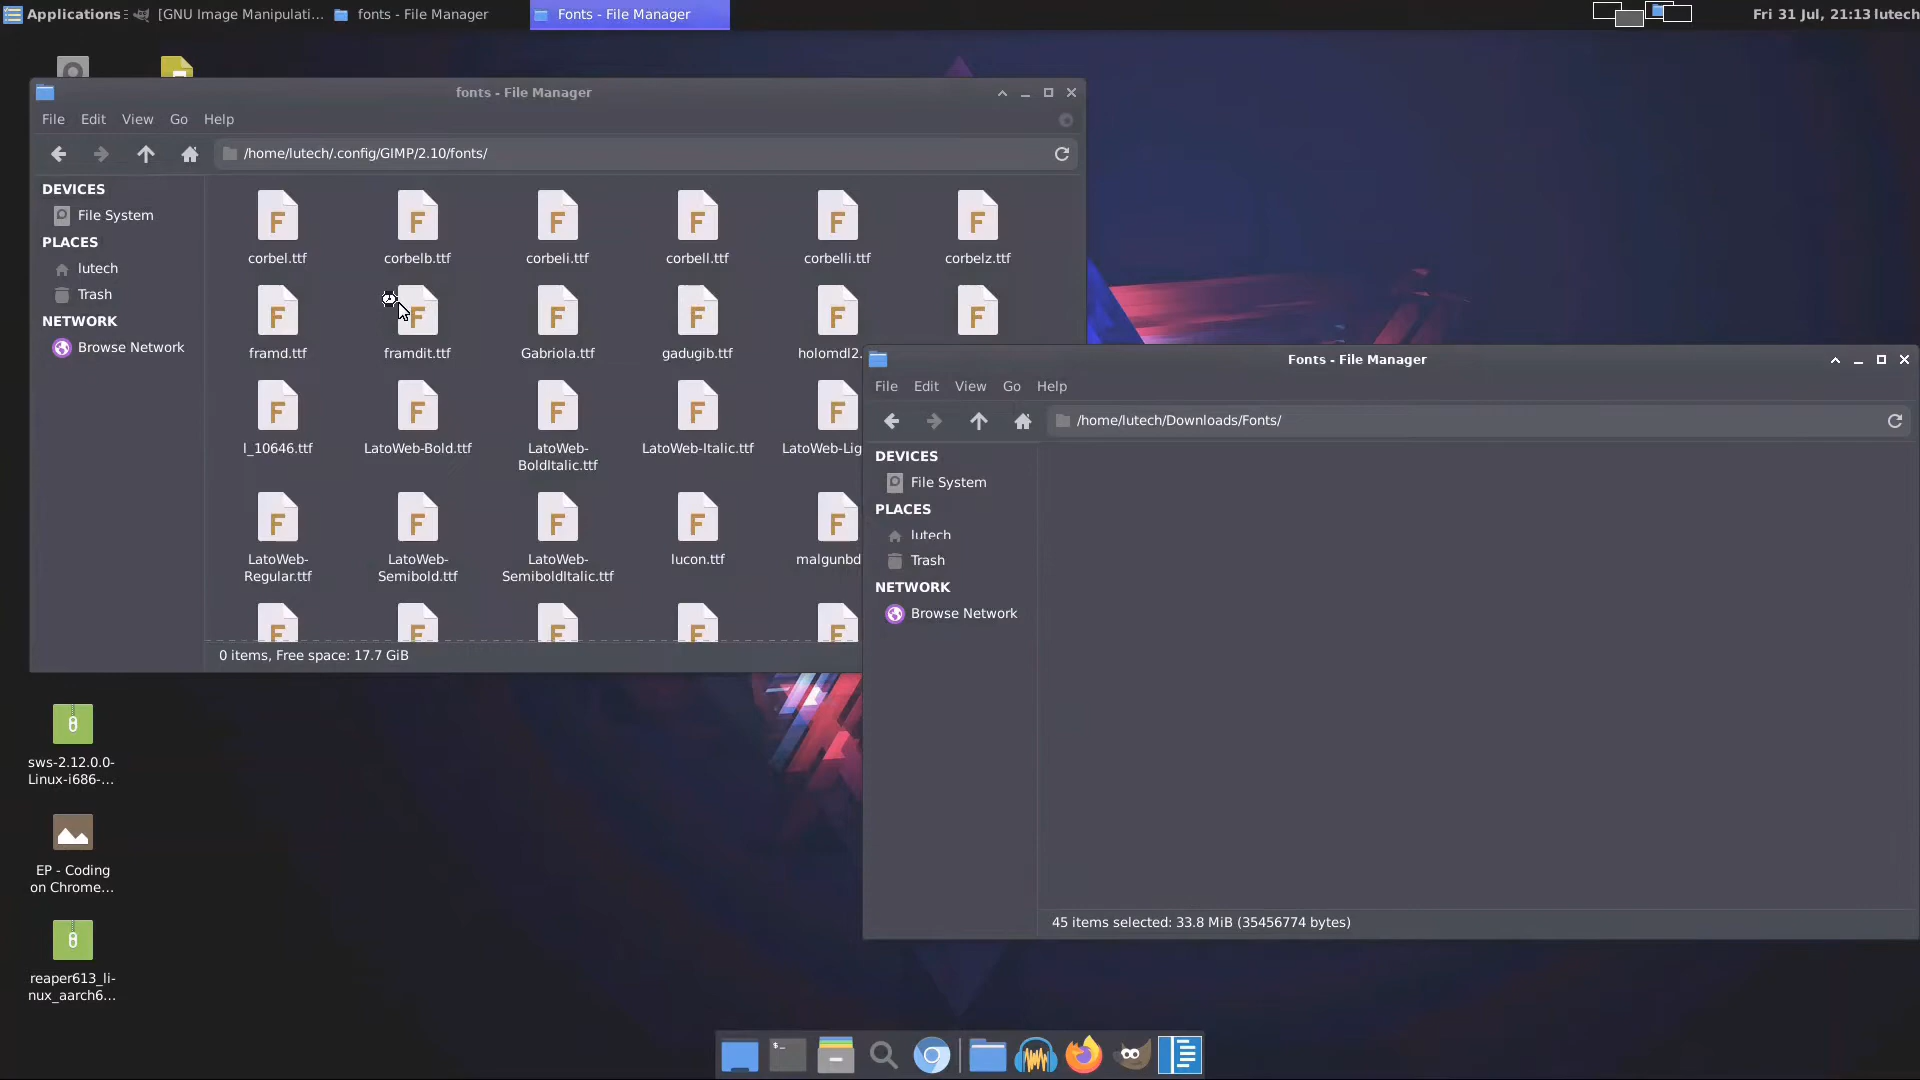 Applications
[GNU Image Manipulati...
fonts - File Manager
Fonts - File Manager
Fri 31 Jul, 21:13 lutech
fonts - File Manager
File Edit View Go Help
/home/lutech/.config/GIMP/2.10/fonts/
DEVICES
File System
PLACES
lutech
Trash
NETWORK
Browse Network
corbel.ttf corbelb.ttf corbeli.ttf corbell.ttf corbelli.ttf corbelz.ttf
framd.ttf framdit.ttf Gabriola.ttf gadugib.ttf holomdl2.
l_10646.ttf LatoWeb-Bold.ttf LatoWeb-
BoldItalic.ttf LatoWeb-Italic.ttf LatoWeb-Lig
LatoWeb-
Regular.ttf LatoWeb-
Semibold.ttf LatoWeb-
SemiboldItalic.ttf lucon.ttf malgunbd
0 items, Free space: 17.7 GiB
Fonts - File Manager
File Edit View Go Help
/home/lutech/Downloads/Fonts/
DEVICES
File System
PLACES
lutech
Trash
NETWORK
Browse Network
45 items selected: 33.8 MiB (35456774 bytes)
sws-2.12.0.0-
Linux-i686-...
EP - Coding
on Chrome...
reaper613_li-
nux_aarch6...